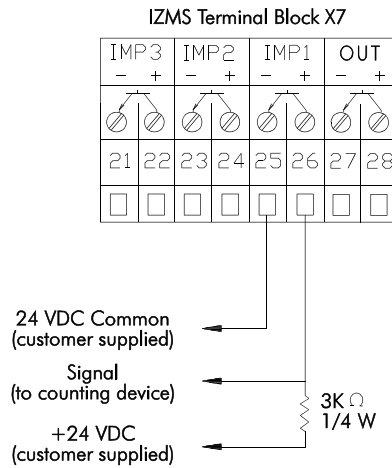 IZMS Terminal Block X7
IMP3 IMP2 IMP1 OUT
- + - + - + - +
21 22 23 24 25 26 27 28
24 VDC Common
(customer supplied)
Signal
(to counting device)
3K Ω
1/4 W
+24 VDC
(customer supplied)